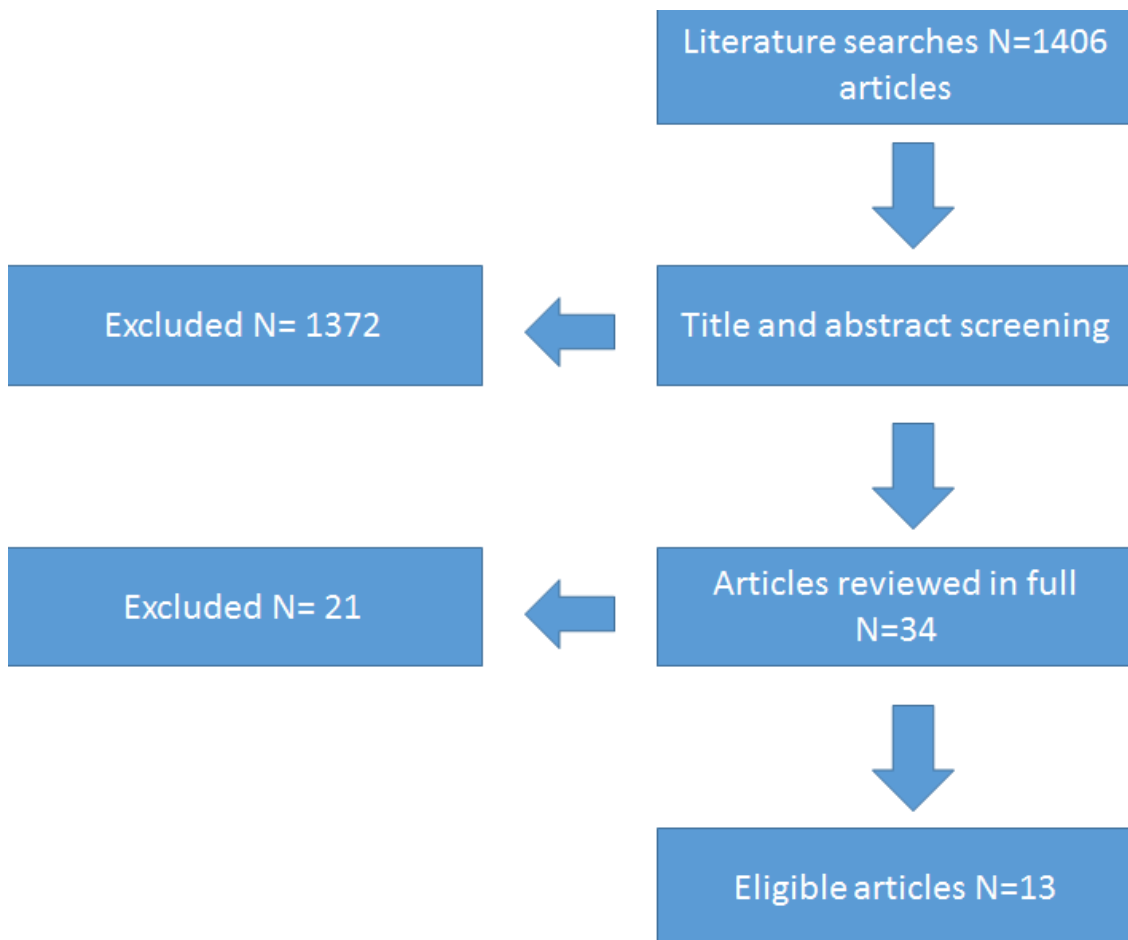 Literature searches N=1406
articles
Excluded N= 1372
Title and abstract screening
Excluded N= 21
Articles reviewed in full
N=34
Eligible articles N=13